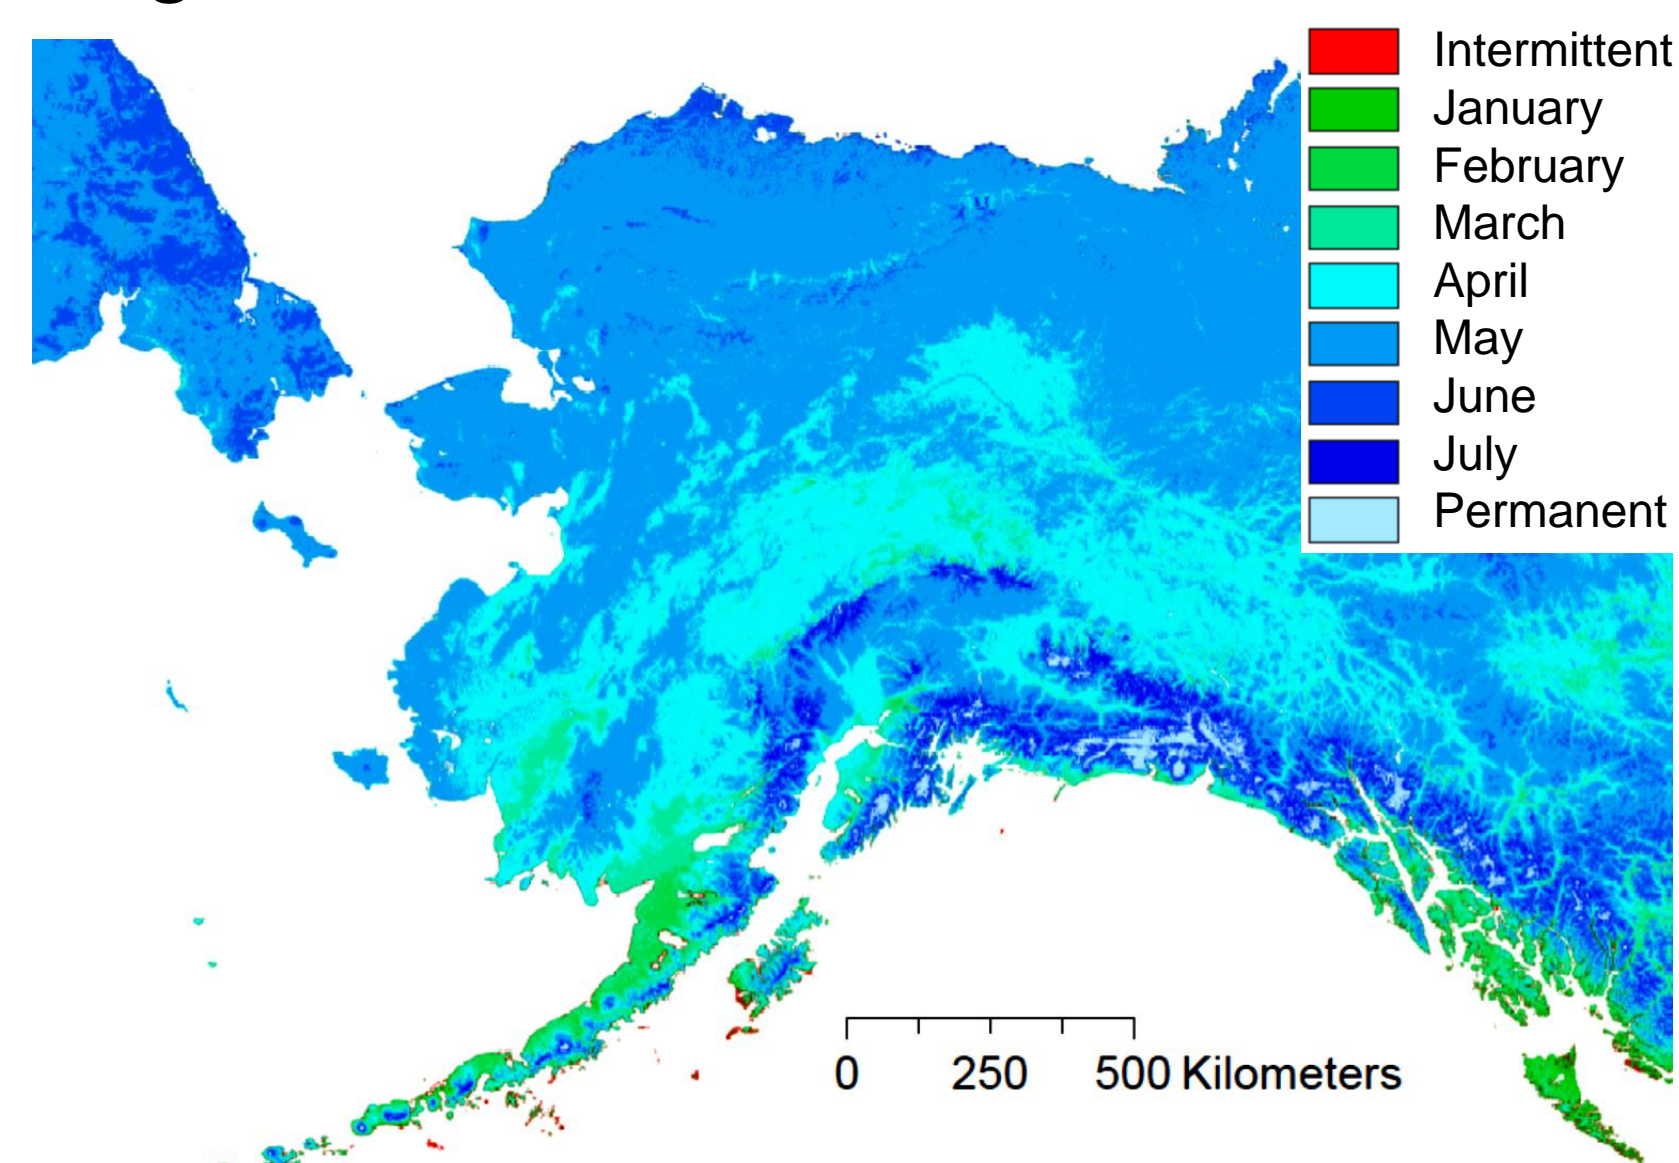 Intermittent
January
February
March
April
May
June
July
Permanent
0 250 500 Kilometers